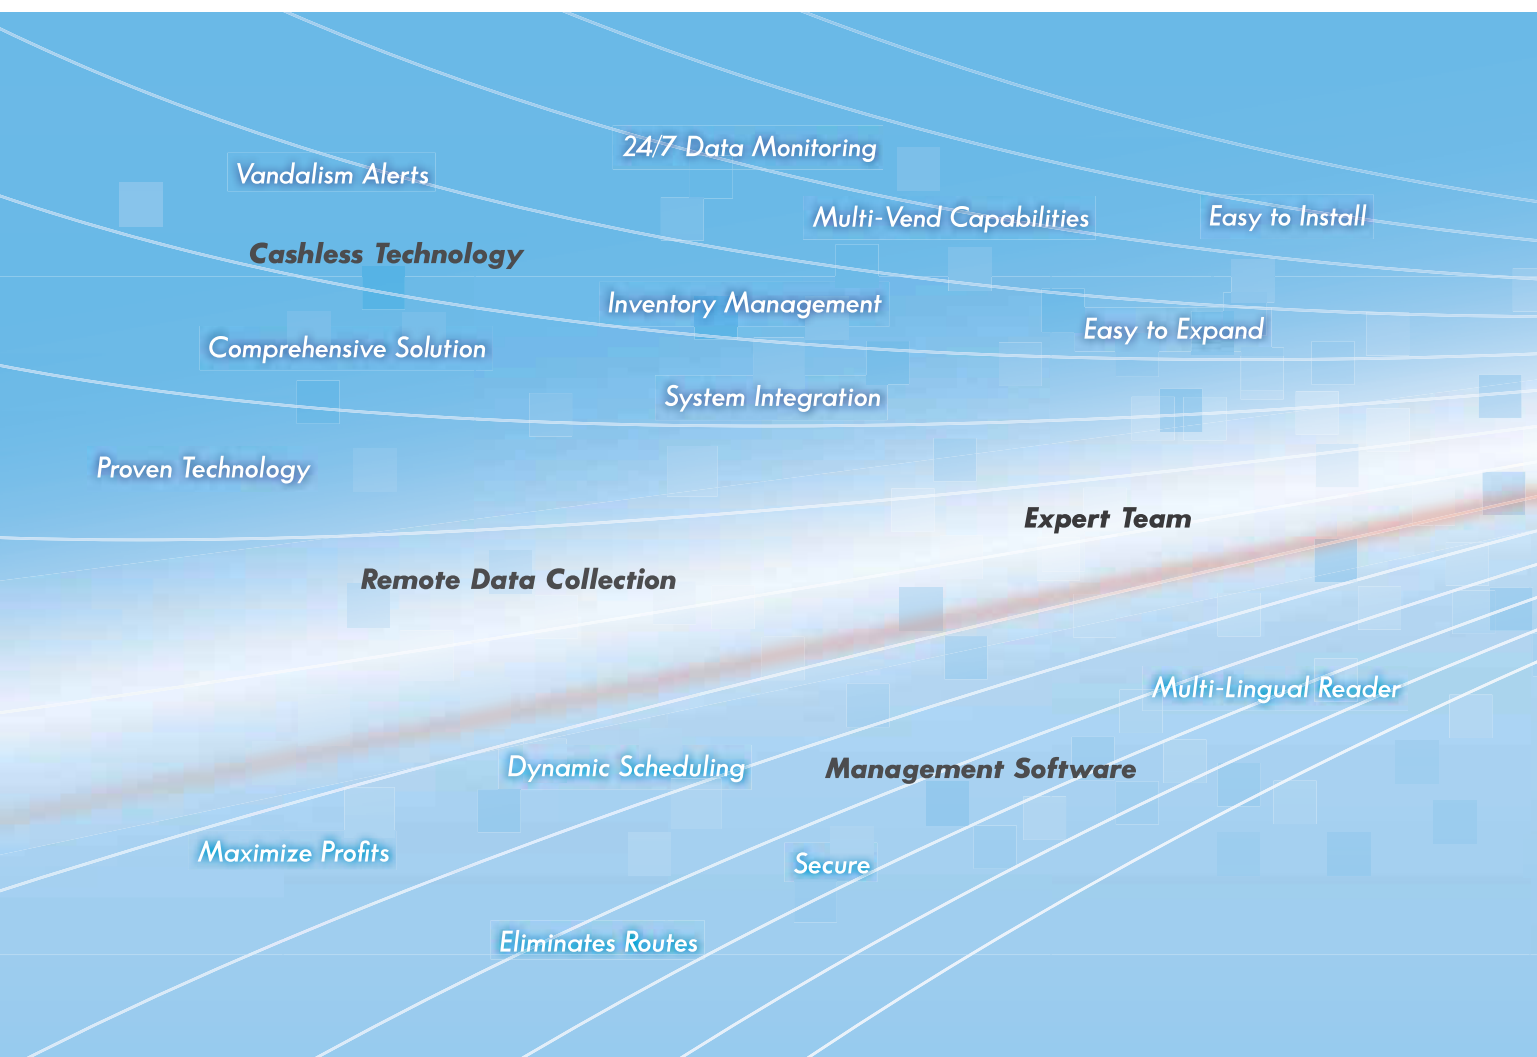 24/7 Data Monitoring
Vandalism Alerts
Multi-Vend Capabilities
Easy to Install
Cashless Technology
Inventory Management
Easy to Expand
Comprehensive Solution
System Integration
Proven Technology
Expert Team
Remote Data Collection
Multi-Lingual Reader
Dynamic Scheduling
Management Software
Maximize Profits
Secure
Eliminates Routes